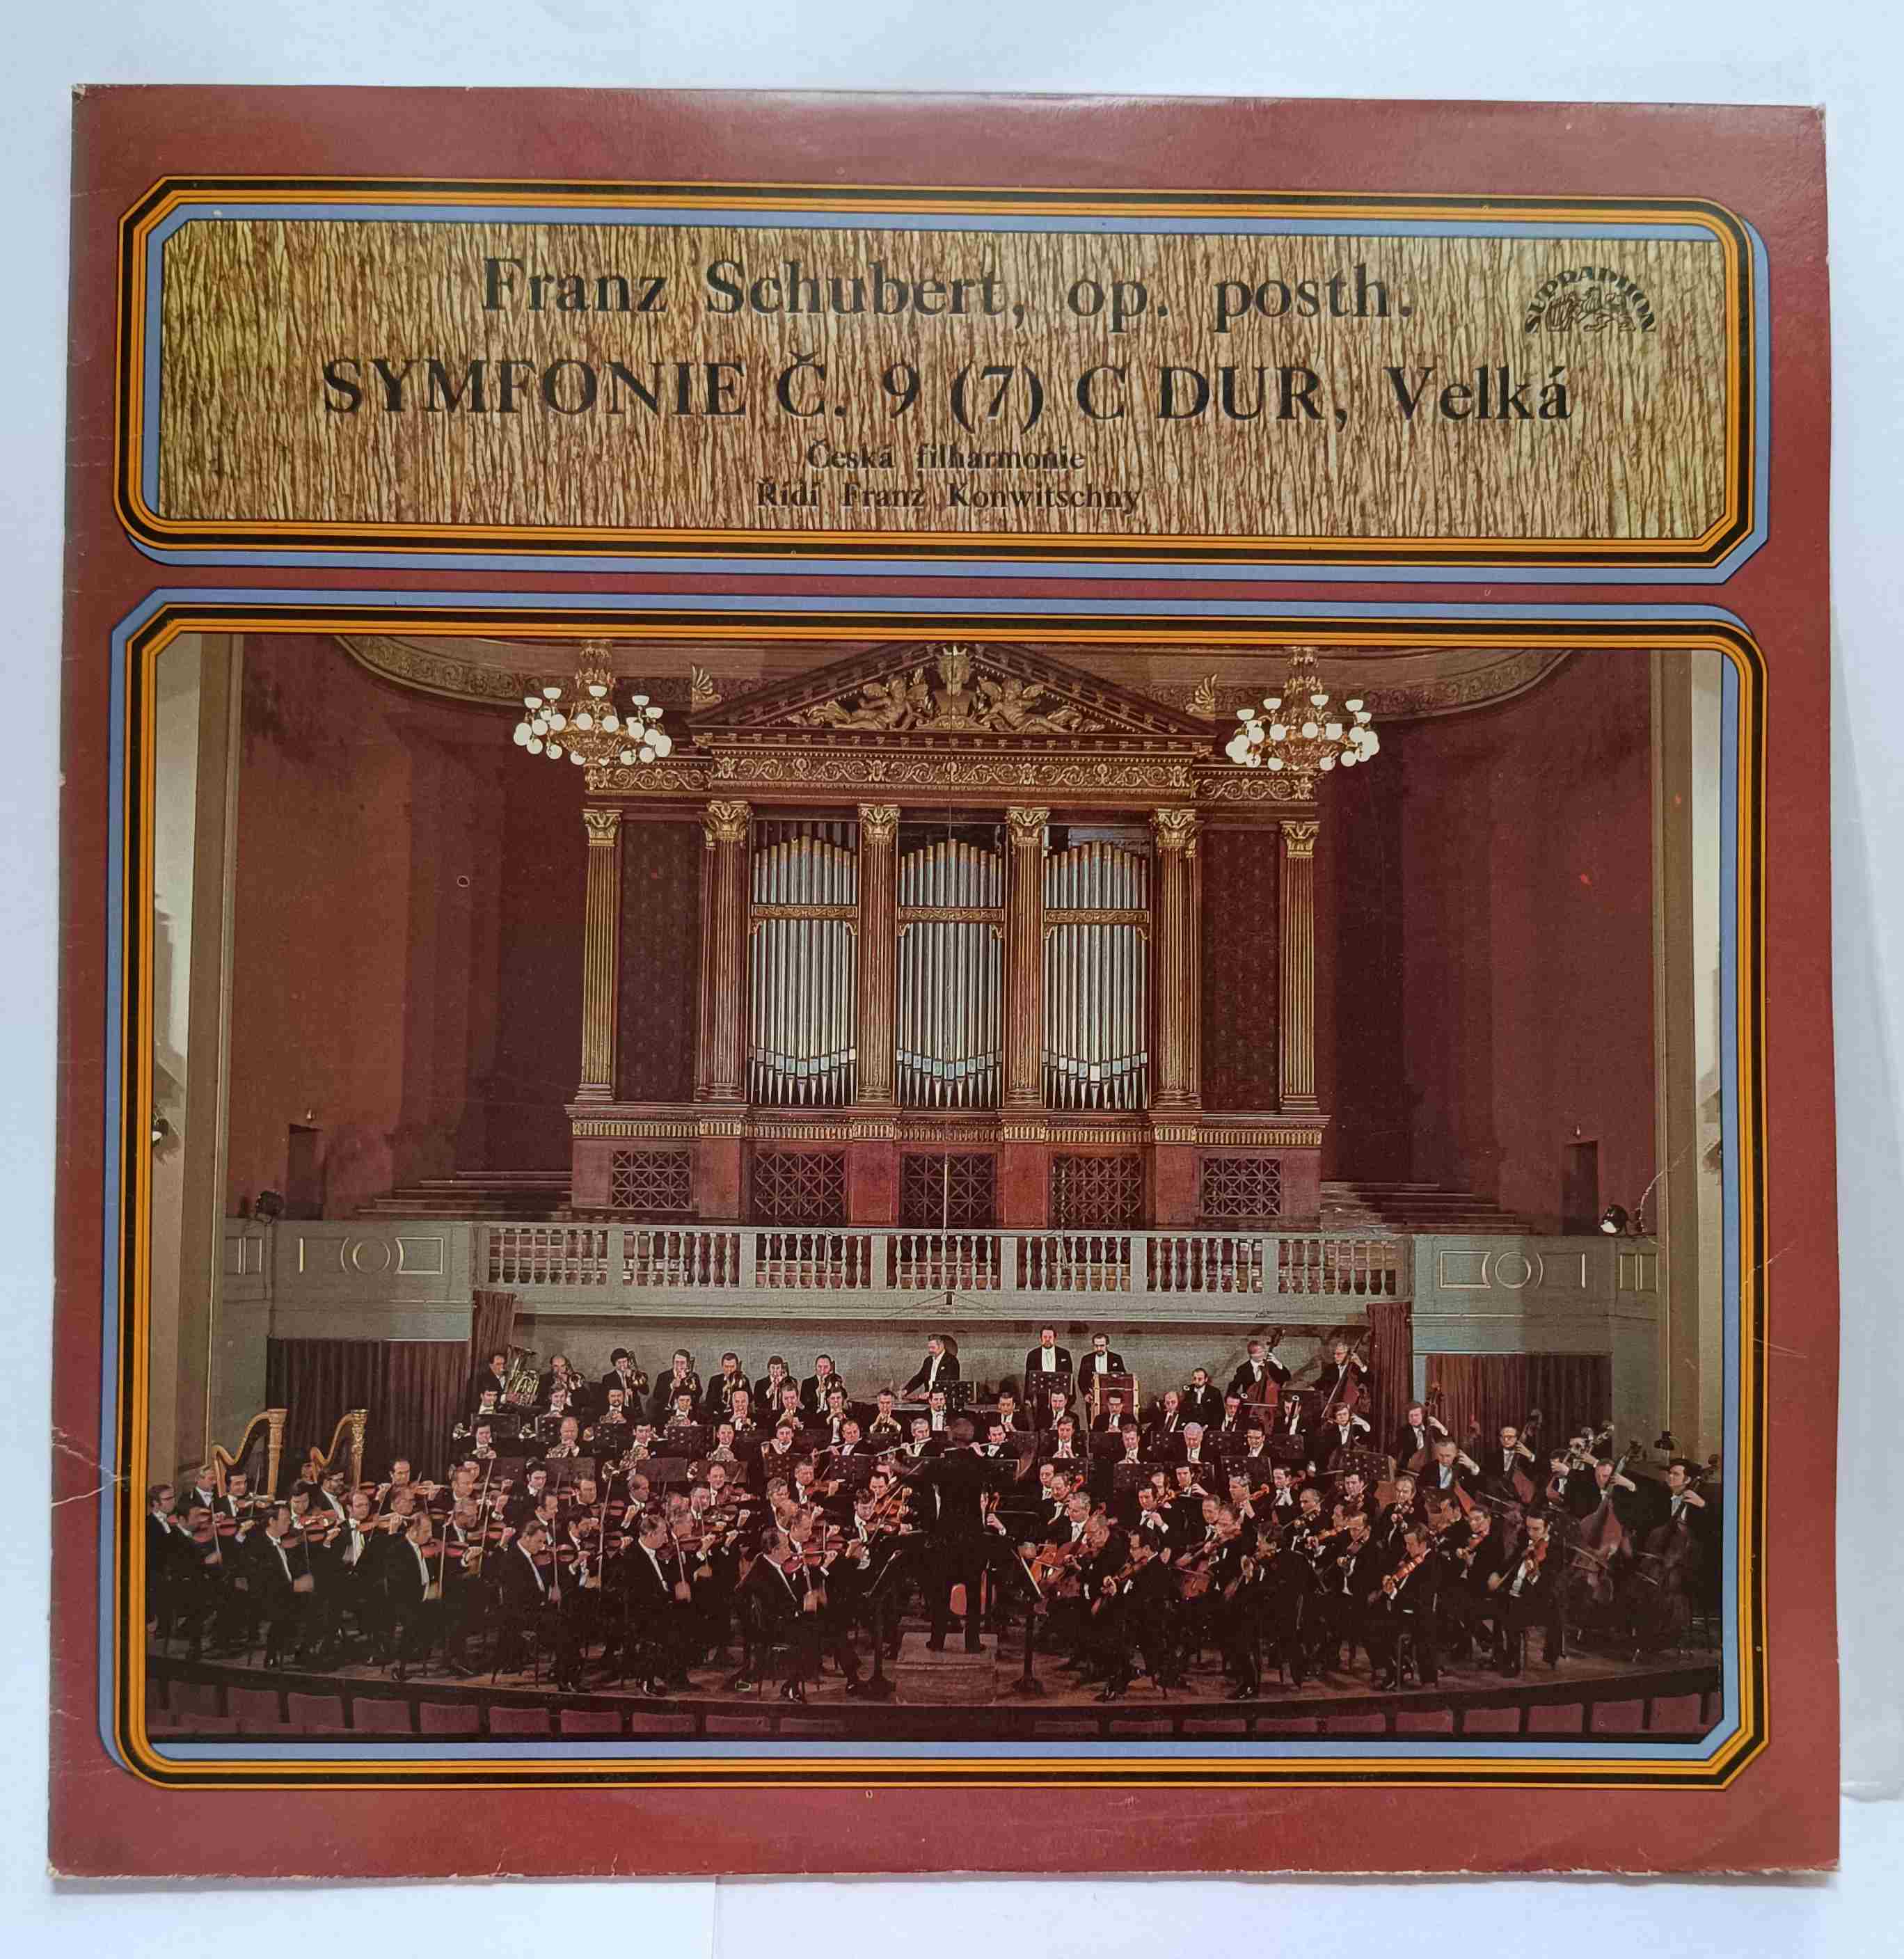 Franz Schubert, op. posth.
SUPRAPHON
SYMFONIE Č. 9 (7) C DUR, Velká
Česká filharmonie
Řídí Franz Konwitschny